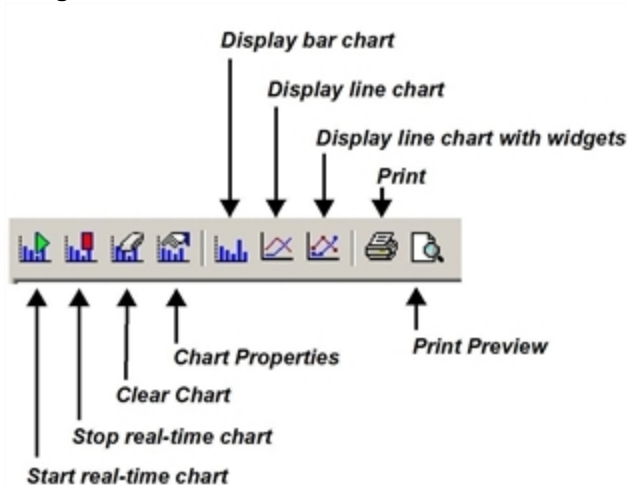 Display bar chart
Display line chart
Display line chart with widgets
Print
Print Preview
Chart Properties
Clear Chart
Stop real-time chart
Start real-time chart